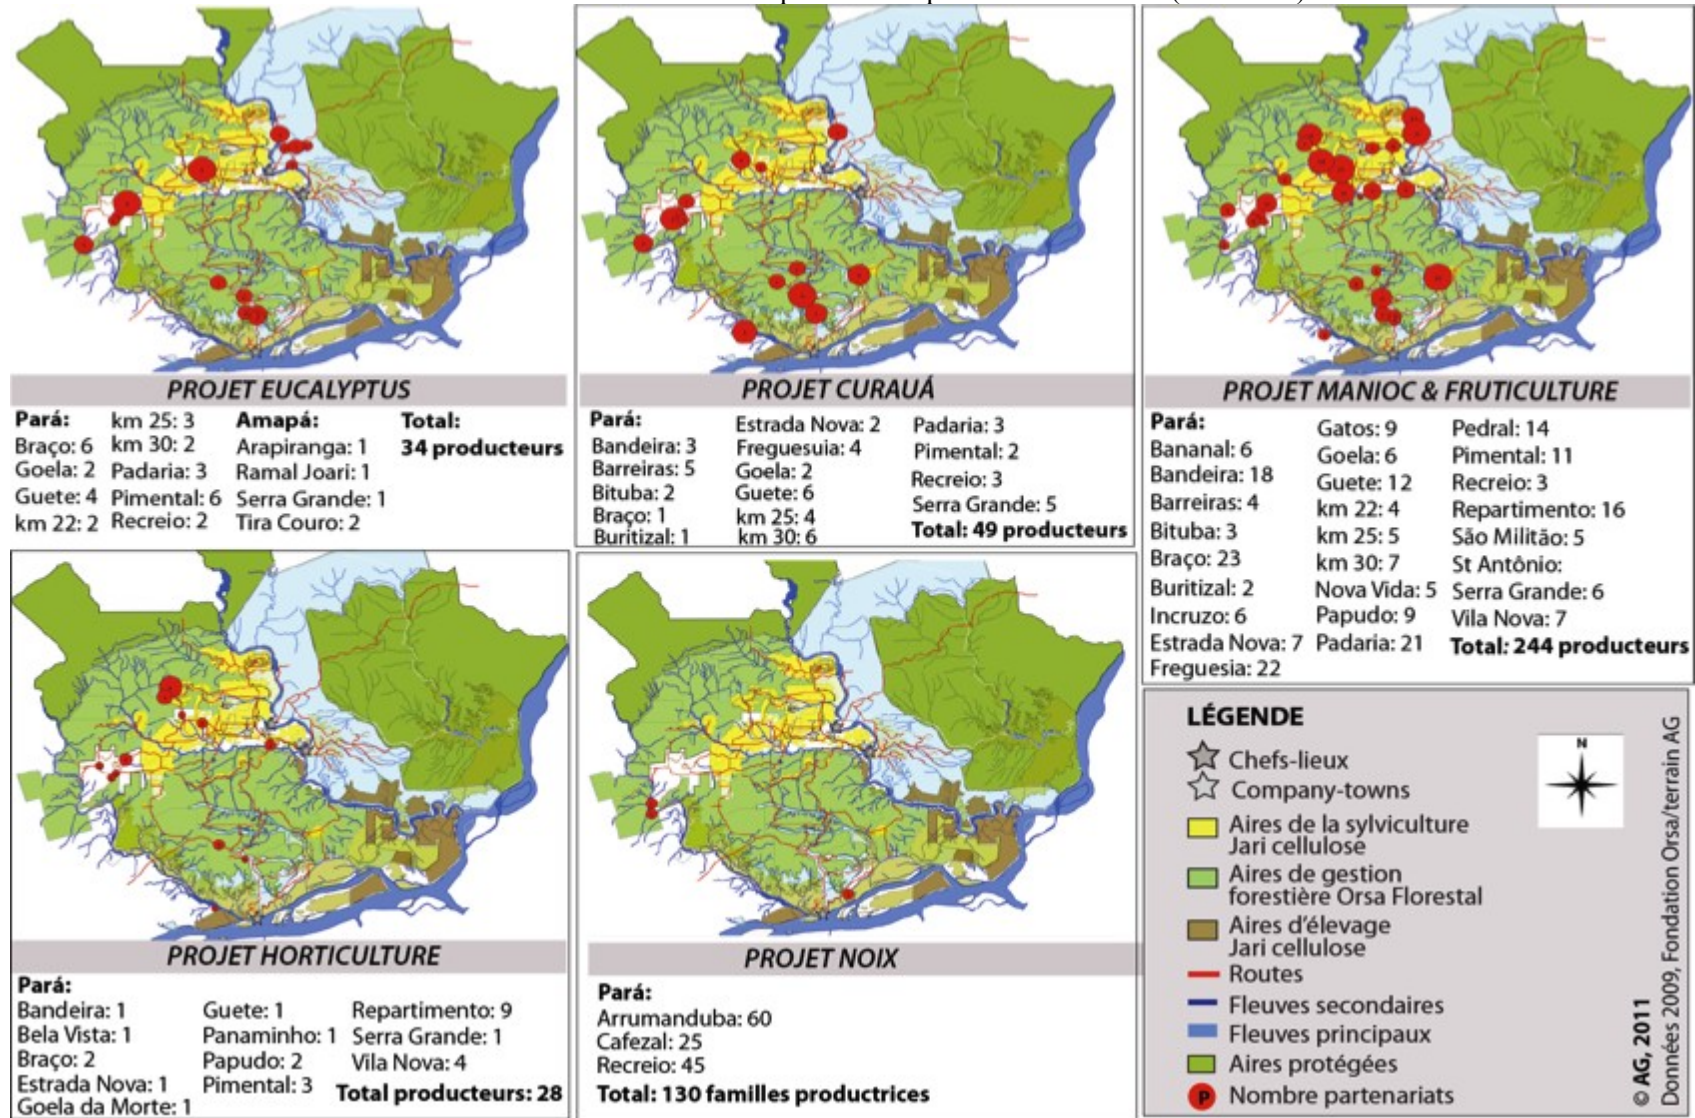 PROJET EUCALYPTUS
Pará:
Braço: 6
Goela: 2
Guete: 4
km 22: 2
km 25: 3
km 30: 2
Padaria: 3
Pimental: 6
Recreio: 2
Amapá:
Arapiranga: 1
Ramal Joari: 1
Serra Grande: 1
Tira Couro: 2
Total:
34 producteurs
PROJET CURAUÁ
Pará:
Bandeira: 3
Barreiras: 5
Bituba: 2
Braço: 1
Buritizal: 1
Estrada Nova: 2
Freguesuia: 4
Goela: 2
Guete: 6
km 25: 4
km 30: 6
Padaria: 3
Pimental: 2
Recreio: 3
Serra Grande: 5
Total: 49 producteurs
PROJET MANIOC & FRUTICULTURE
Pará:
Bananal: 6
Bandeira: 18
Barreiras: 4
Bituba: 3
Braço: 23
Buritizal: 2
Incruzo: 6
Estrada Nova: 7
Freguesia: 22
Gatos: 9
Goela: 6
Guete: 12
km 22: 4
km 25: 5
km 30: 7
Nova Vida: 5
Papudo: 9
Padaria: 21
Pedral: 14
Pimental: 11
Recreio: 3
Repartimento: 16
São Militão: 5
St Antônio:
Serra Grande: 6
Vila Nova: 7
Total: 244 producteurs
PROJET HORTICULTURE
Pará:
Bandeira: 1
Bela Vista: 1
Braço: 2
Estrada Nova: 1
Goela da Morte: 1
Guete: 1
Panaminho: 1
Papudo: 2
Pimental: 3
Repartimento: 9
Serra Grande: 1
Vila Nova: 4
Total producteurs: 28
PROJET NOIX
Pará:
Arrumanduba: 60
Cafezal: 25
Recreio: 45
Total: 130 familles productrices
LÉGENDE
N
Chefs-lieux
Company-towns
Aires de la sylviculture
Jari cellulose
Aires de gestion
forestière Orsa Florestal
Aires d'élevage
Jari cellulose
Routes
Fleuves secondaires
Fleuves principaux
Aires protégées
P Nombre partenariats
© AG, 2011
Données 2009, Fondation Orsa/terrain AG